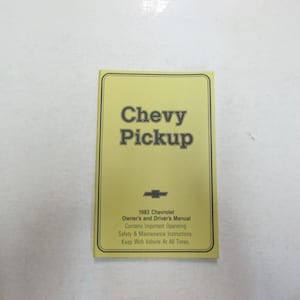 Chevy
Pickup
1983 Chevrolet
Owner's and Driver's Manual
Contains Important Operating
Safety & Maintenance Instructions
Keep With Vehicle At All Times